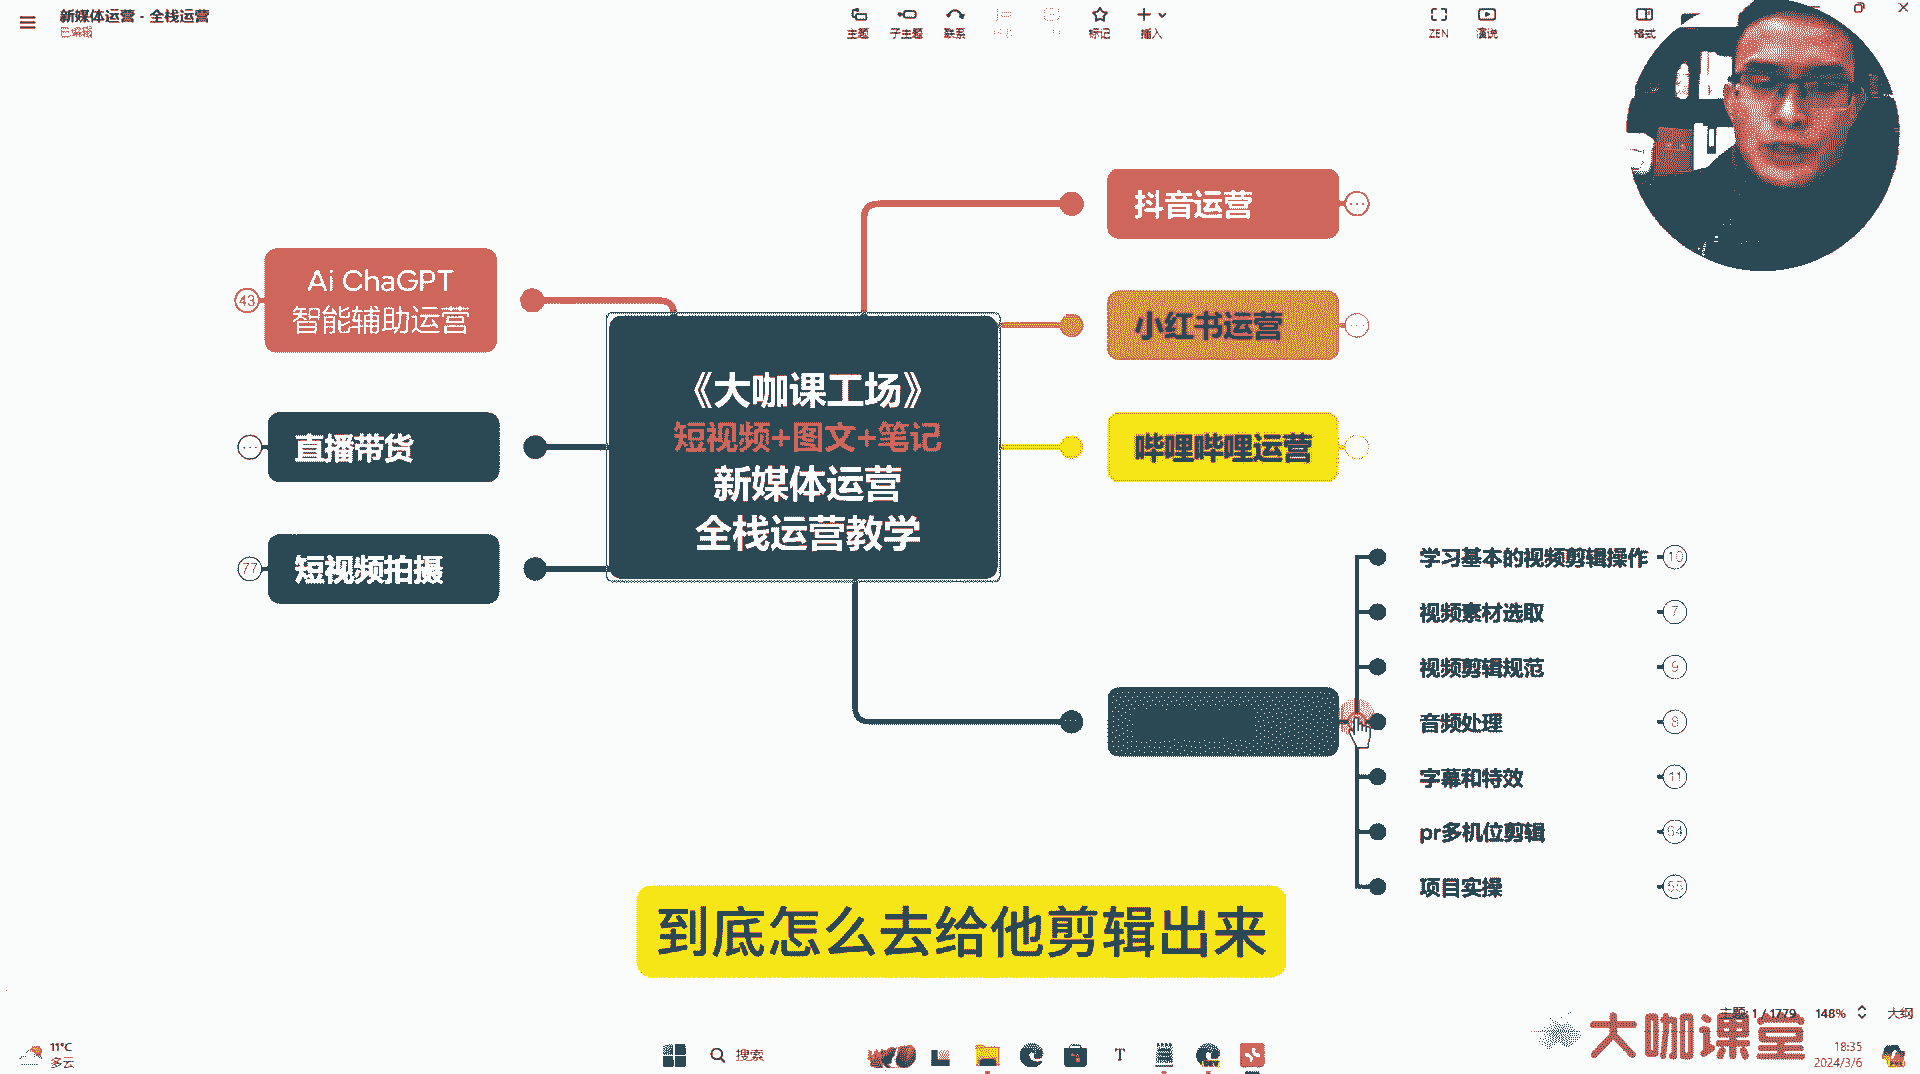 新媒体运营 - 全栈运营
已编辑
主题
子主题
联系
标记
插入
ZEN
演说
格式
抖音运营
Ai ChaGPT
智能辅助运营
43
小红书运营
《大咖课工场》
短视频+图文+笔记
新媒体运营
全栈运营教学
直播带货
哔哩哔哩运营
短视频拍摄
77
学习基本的视频剪辑操作
10
视频素材选取
7
视频剪辑规范
9
音频处理
8
字幕和特效
11
pr多机位剪辑
64
项目实操
55
到底怎么去给他剪辑出来
主题: 1 / 1779
148%
大纲
大咖课堂
11°C
多云
搜索
18:35
2024/3/6